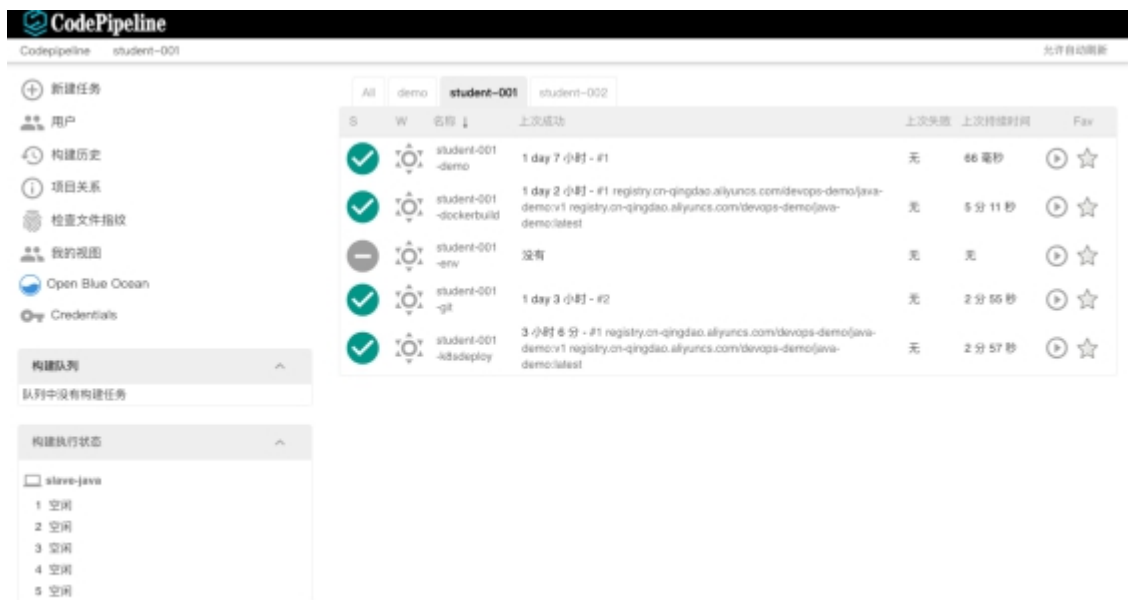 CodePipeline
Codepipeline student-001 允许自动刷新
新建任务
用户
构建历史
项目关系
检查文件指纹
我的视图
Open Blue Ocean
Credentials
构建队列
队列中没有构建任务
构建执行状态
slave-java
1 空闲
2 空闲
3 空闲
4 空闲
5 空闲
All demo student-001 student-002
S W 名称 ↓ 上次成功 上次失败 上次持续时间 Fav
student-001
-demo
1 day 7 小时 - #1
无 66 毫秒
student-001
-dockerbuild
1 day 2 小时 - #1 registry.cn-qingdao.aliyuncs.com/devops-demo/java-
demo:v1 registry.cn-qingdao.aliyuncs.com/devops-demo/java-
demo:latest
无 5 分 11 秒
student-001
-env
没有
无 无
student-001
-git
1 day 3 小时 - #2
无 2 分 55 秒
student-001
-k8sdeploy
3 小时 6 分 - #1 registry.cn-qingdao.aliyuncs.com/devops-demo/java-
demo:v1 registry.cn-qingdao.aliyuncs.com/devops-demo/java-
demo:latest
无 2 分 57 秒